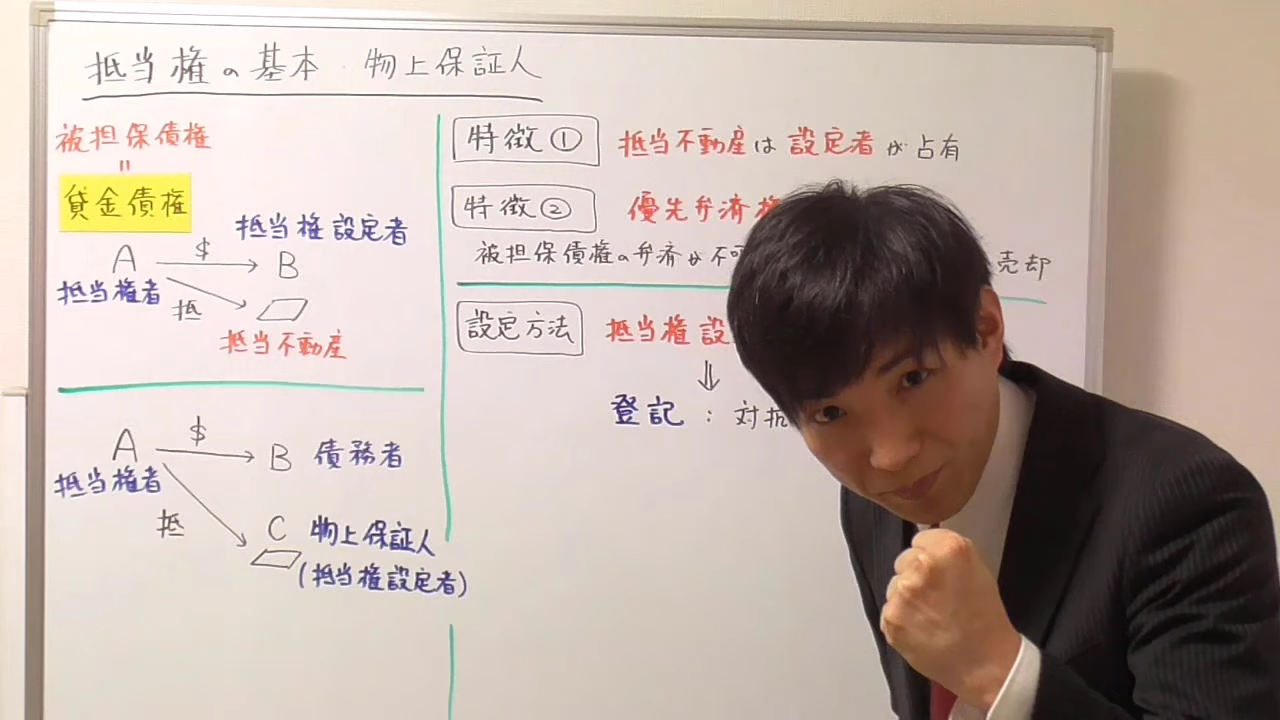 抵当権の基本・物上保証人
被担保債権
=
貸金債権
A $ B 抵当権設定者
抵当権者 抵
抵当不動産
A $ B 債務者
抵当権者
抵 C 物上保証人
(抵当権設定者)
特徴① 抵当不動産は設定者が占有
特徴② 優先弁済権
被担保債権の弁済が不可 売却
設定方法 抵当権設
⇓
登記：対抗